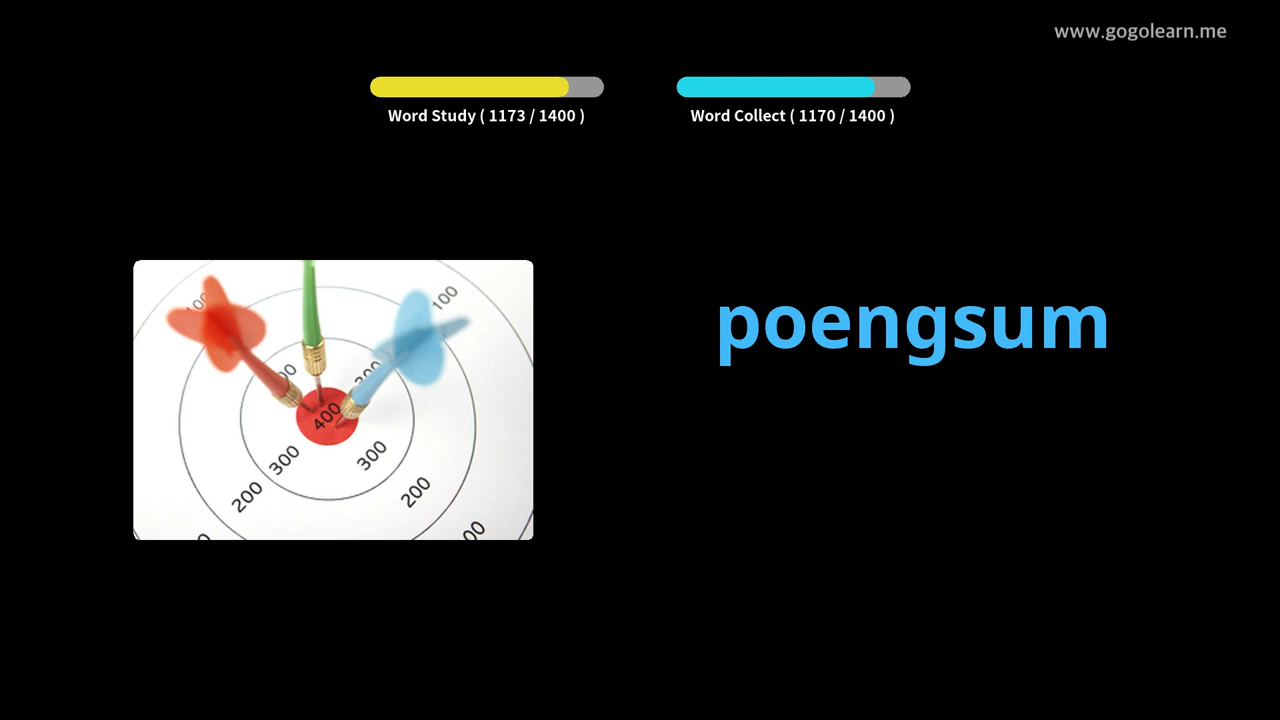 www.gogolearn.me
Word Study ( 1173 / 1400 )
Word Collect ( 1170 / 1400 )
poengsum
100
100
200
400
300
300
200
200
00